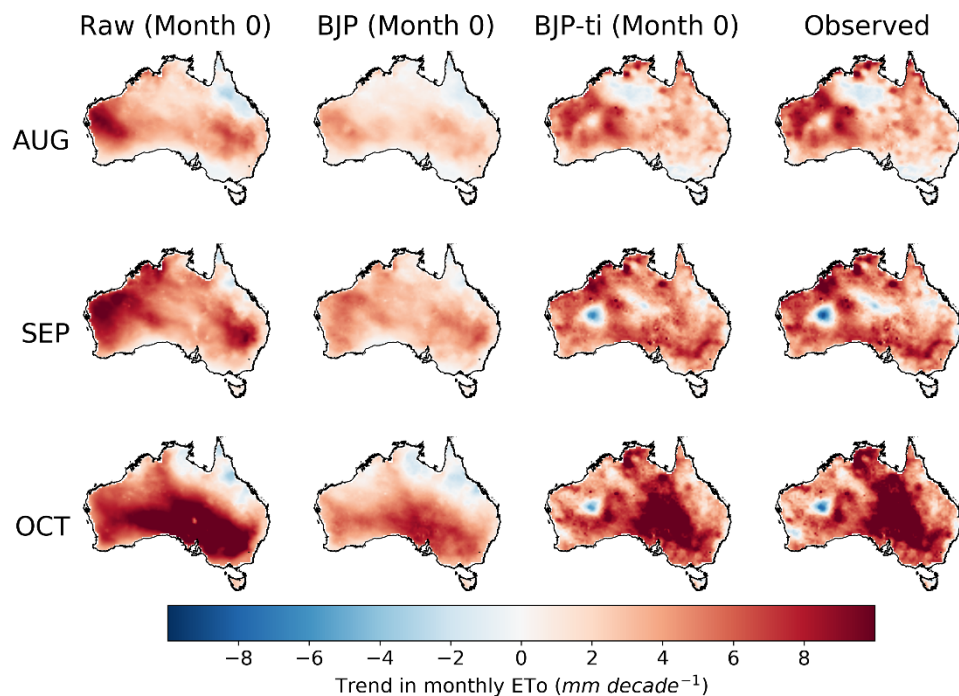 Raw (Month 0) BJP (Month 0) BJP-ti (Month 0) Observed
AUG
SEP
OCT
−8 −6 −4 −2 0 2 4 6 8
Trend in monthly ETo (mm decade⁻¹)